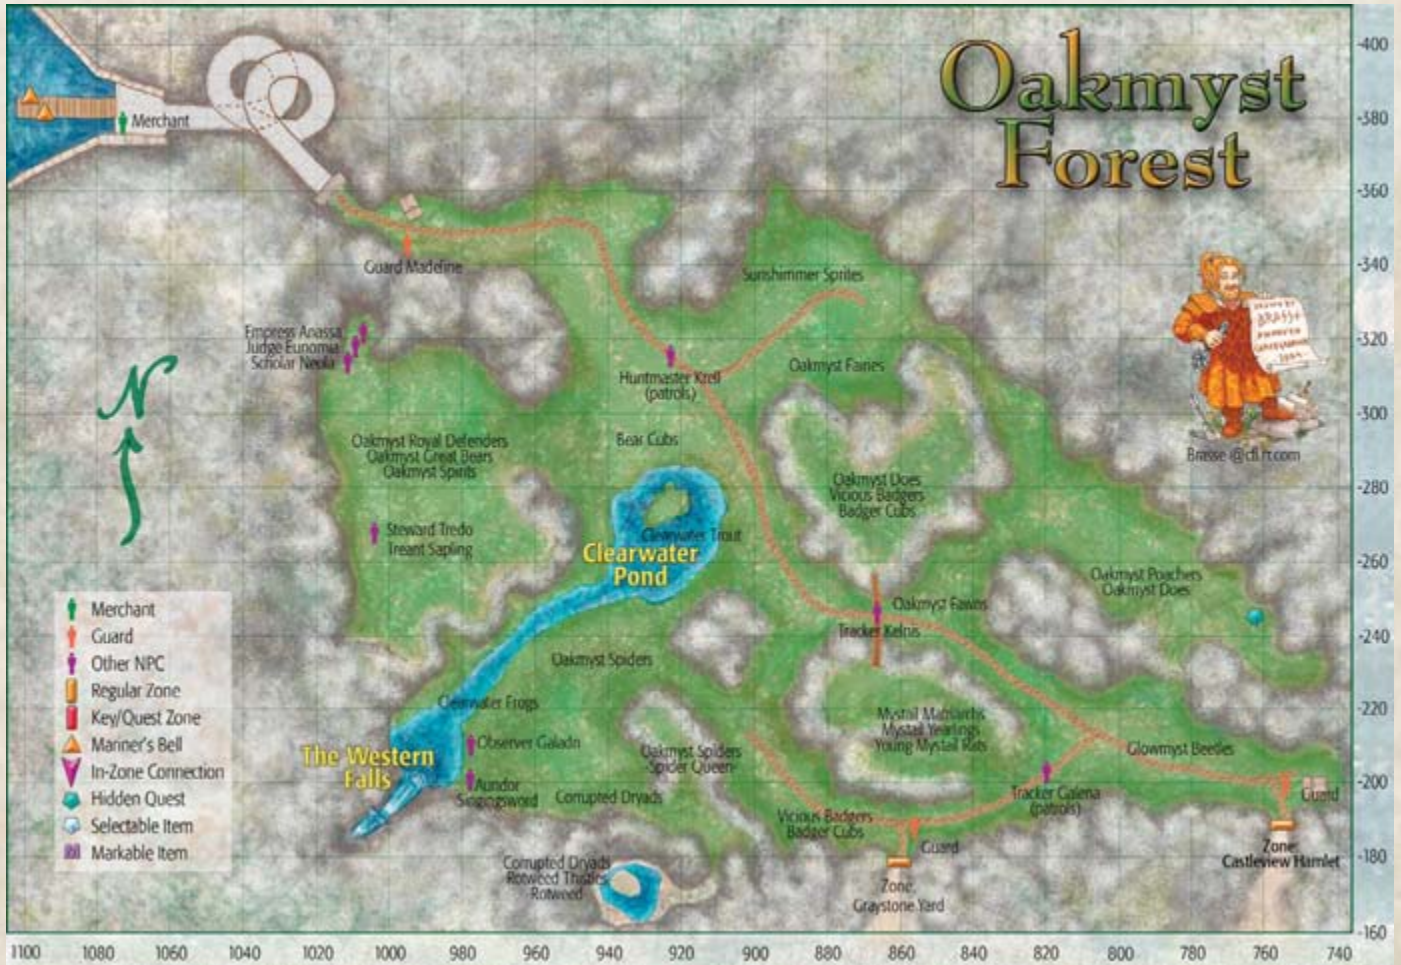 Oakmyst
Forest
-400
-380
-360
-340
-320
-300
-280
-260
-240
-220
-200
-180
-160
Merchant
Guard Madeline
Sunshimmer Sprites
Empress Anassa
Judge Eunomia
Scholar Neola
Huntmaster Krell
(patrols)
Oakmyst Fairies
Brasse @cfl.rr.com
Oakmyst Royal Defenders
Oakmyst Great Bears
Oakmyst Spirits
Bear Cubs
Oakmyst Does
Vicious Badgers
Badger Cubs
Steward Tredo
Treant Sapling
Clearwater Trout
Clearwater
Pond
Oakmyst Poachers
Oakmyst Does
Oakmyst Fawns
Tracker Kelnis
Oakmyst Spiders
Clearwater Frogs
Mystail Matriarchs
Mystail Yearlings
Young Mystail Rats
Observer Galadn
The Western
Falls
Oakmyst Spiders
-Spider Queen-
Glowmyst Beetles
Aundor
Singingsword
Corrupted Dryads
Tracker Galena
(patrols)
Guard
Vicious Badgers
Badger Cubs
Guard
Zone:
Castleview Hamlet
Corrupted Dryads
Rotweed Thistles
Rotweed
Zone:
Graystone Yard
Merchant
Guard
Other NPC
Regular Zone
Key/Quest Zone
Mariner's Bell
In-Zone Connection
Hidden Quest
Selectable Item
Markable Item
N
1100 1080 1060 1040 1020 1000 980 960 940 920 900 880 860 840 820 800 780 760 740